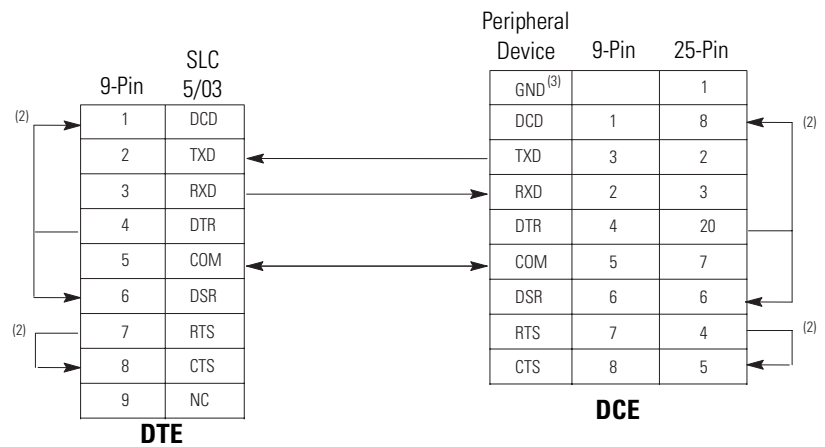 Peripheral
Device 9-Pin 25-Pin
GND(3) 1
DCD 1 8
TXD 3 2
RXD 2 3
DTR 4 20
COM 5 7
DSR 6 6
RTS 7 4
CTS 8 5
(2)
(2)
DCE
SLC
9-Pin 5/03
1 DCD
2 TXD
3 RXD
4 DTR
5 COM
6 DSR
7 RTS
8 CTS
9 NC
(2)
(2)
DTE